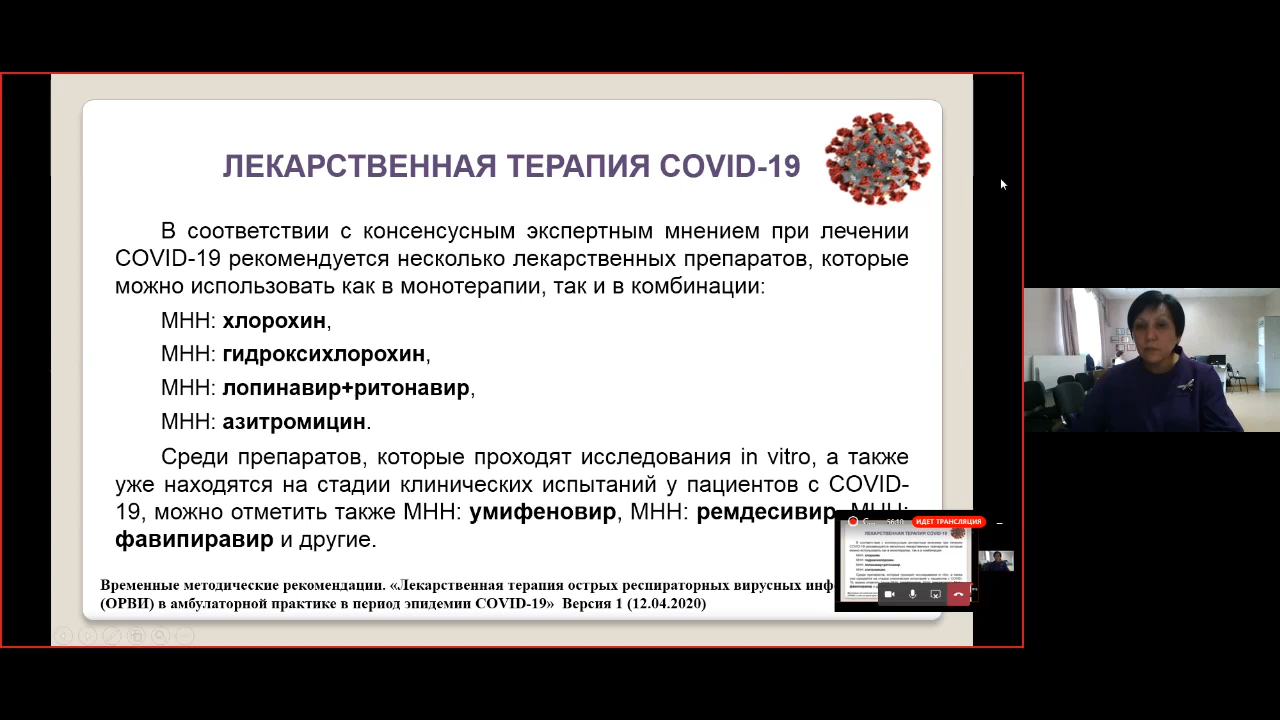 ЛЕКАРСТВЕННАЯ ТЕРАПИЯ COVID-19
В соответствии с консенсусным экспертным мнением при лечении
COVID-19 рекомендуется несколько лекарственных препаратов, которые
можно использовать как в монотерапии, так и в комбинации:
МНН: хлорохин,
МНН: гидроксихлорохин,
МНН: лопинавир+ритонавир,
МНН: азитромицин.
Среди препаратов, которые проходят исследования in vitro, а также
уже находятся на стадии клинических испытаний у пациентов с COVID-
19, можно отметить также МНН: умифеновир, МНН: ремдесивир, МНН:
фавипиравир и другие.
Временные методические рекомендации. «Лекарственная терапия острых респираторных вирусных
(ОРВИ) в амбулаторной практике в период эпидемии COVID-19» Версия 1 (12.04.2020)
ИДЕТ ТРАНСЛЯЦИЯ
ЛЕКАРСТВЕННАЯ ТЕРАПИЯ COVID-19